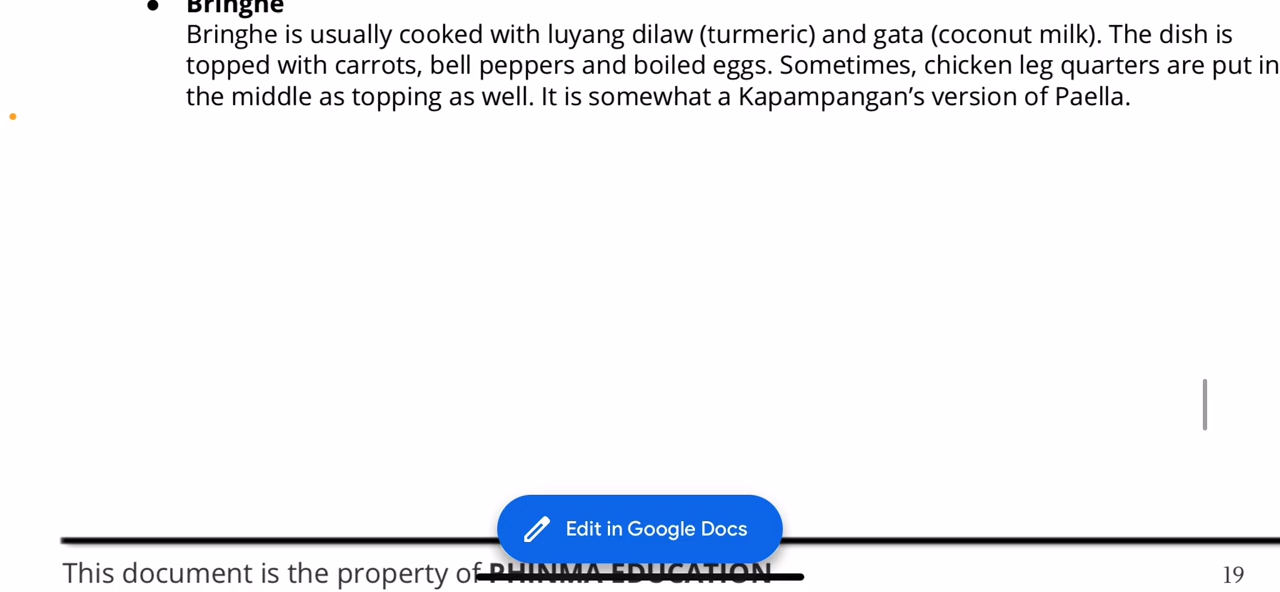 ● Bringhe
Bringhe is usually cooked with luyang dilaw (turmeric) and gata (coconut milk). The dish is
topped with carrots, bell peppers and boiled eggs. Sometimes, chicken leg quarters are put in
the middle as topping as well. It is somewhat a Kapampangan’s version of Paella.
Edit in Google Docs
This document is the property of PHINMA EDUCATION
19